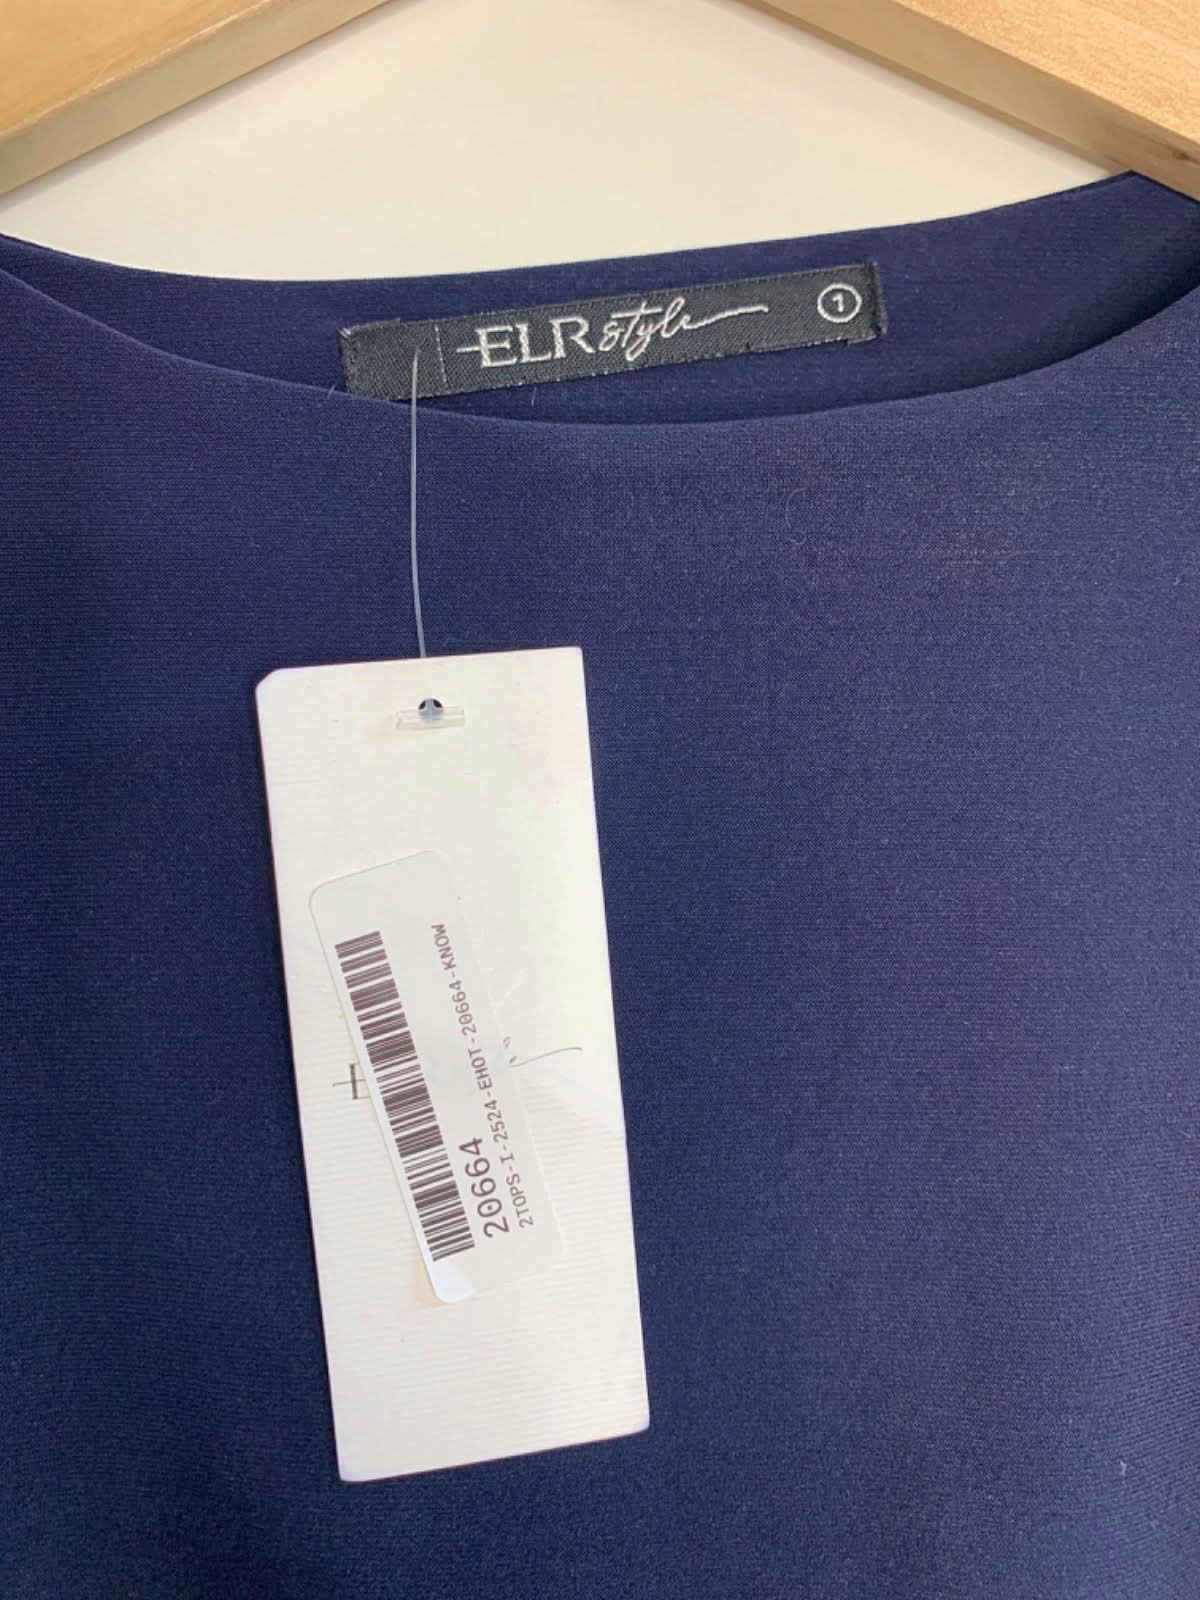 ELR style 1
20664
2TOPS-I-2524-EHOT-20664-KNOW
E